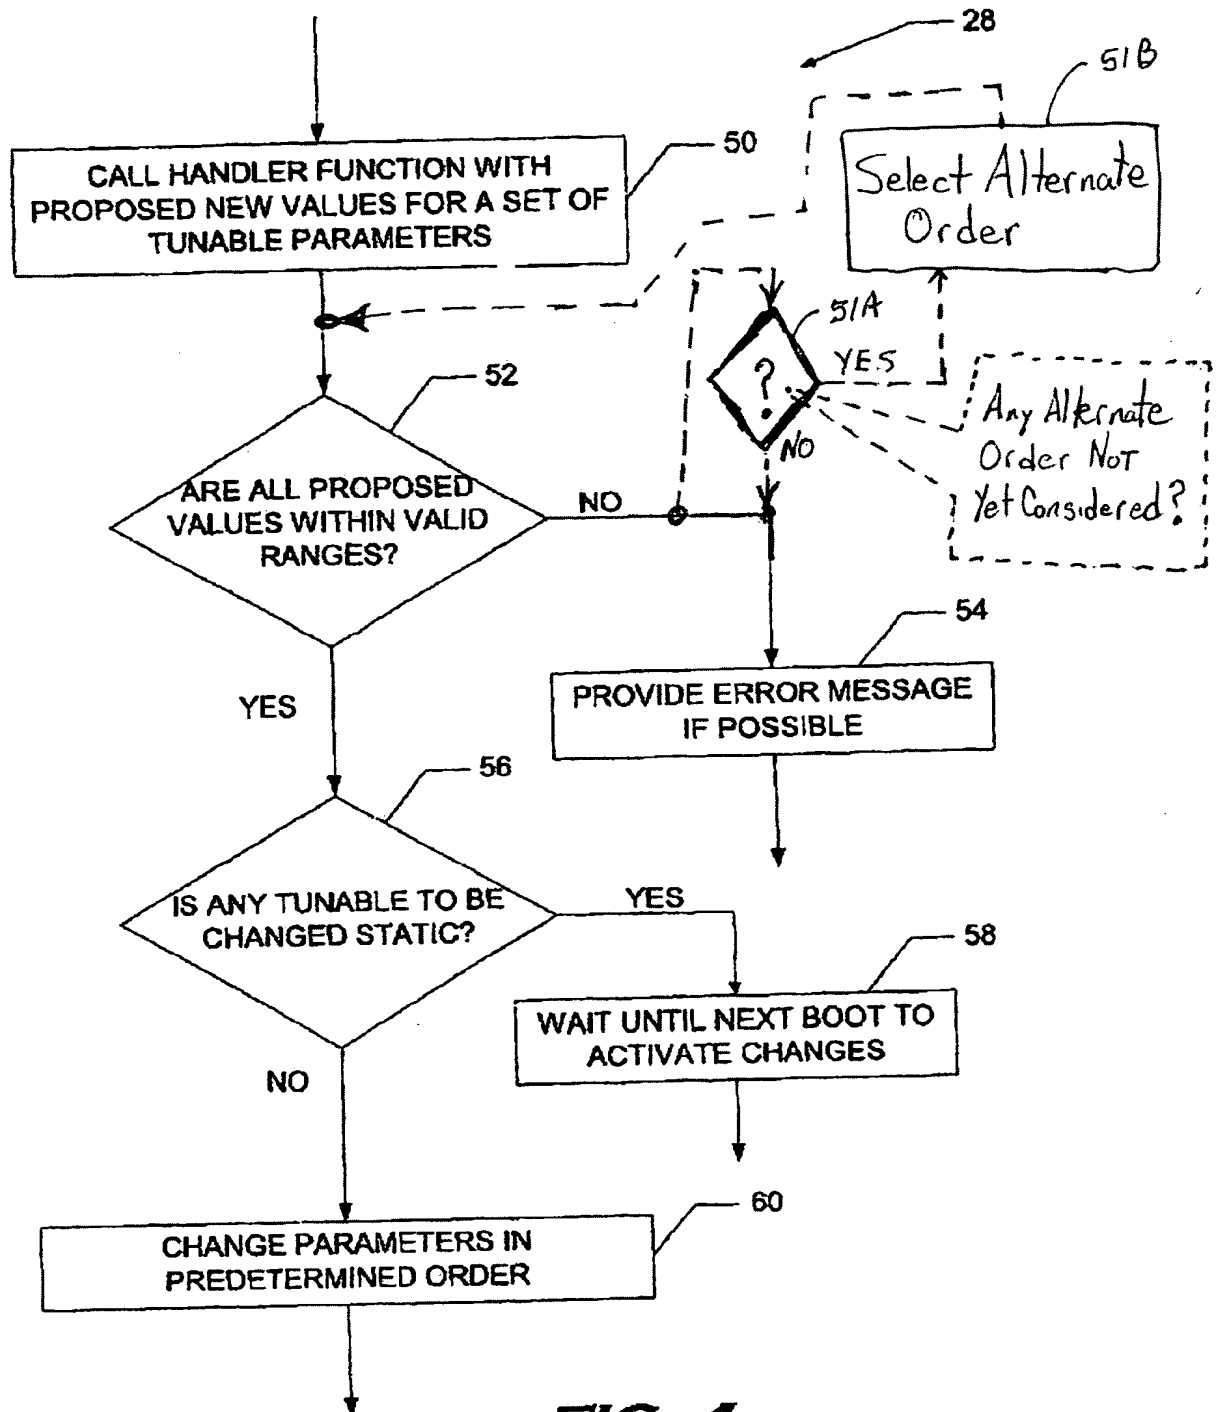 28
51B
CALL HANDLER FUNCTION WITH
PROPOSED NEW VALUES FOR A SET OF
TUNABLE PARAMETERS
50
Select Alternate
Order
51A
?
YES
NO
Any Alternate
Order Not
Yet Considered?
52
ARE ALL PROPOSED
VALUES WITHIN VALID
RANGES?
NO
YES
54
PROVIDE ERROR MESSAGE
IF POSSIBLE
56
IS ANY TUNABLE TO BE
CHANGED STATIC?
YES
NO
58
WAIT UNTIL NEXT BOOT TO
ACTIVATE CHANGES
60
CHANGE PARAMETERS IN
PREDETERMINED ORDER